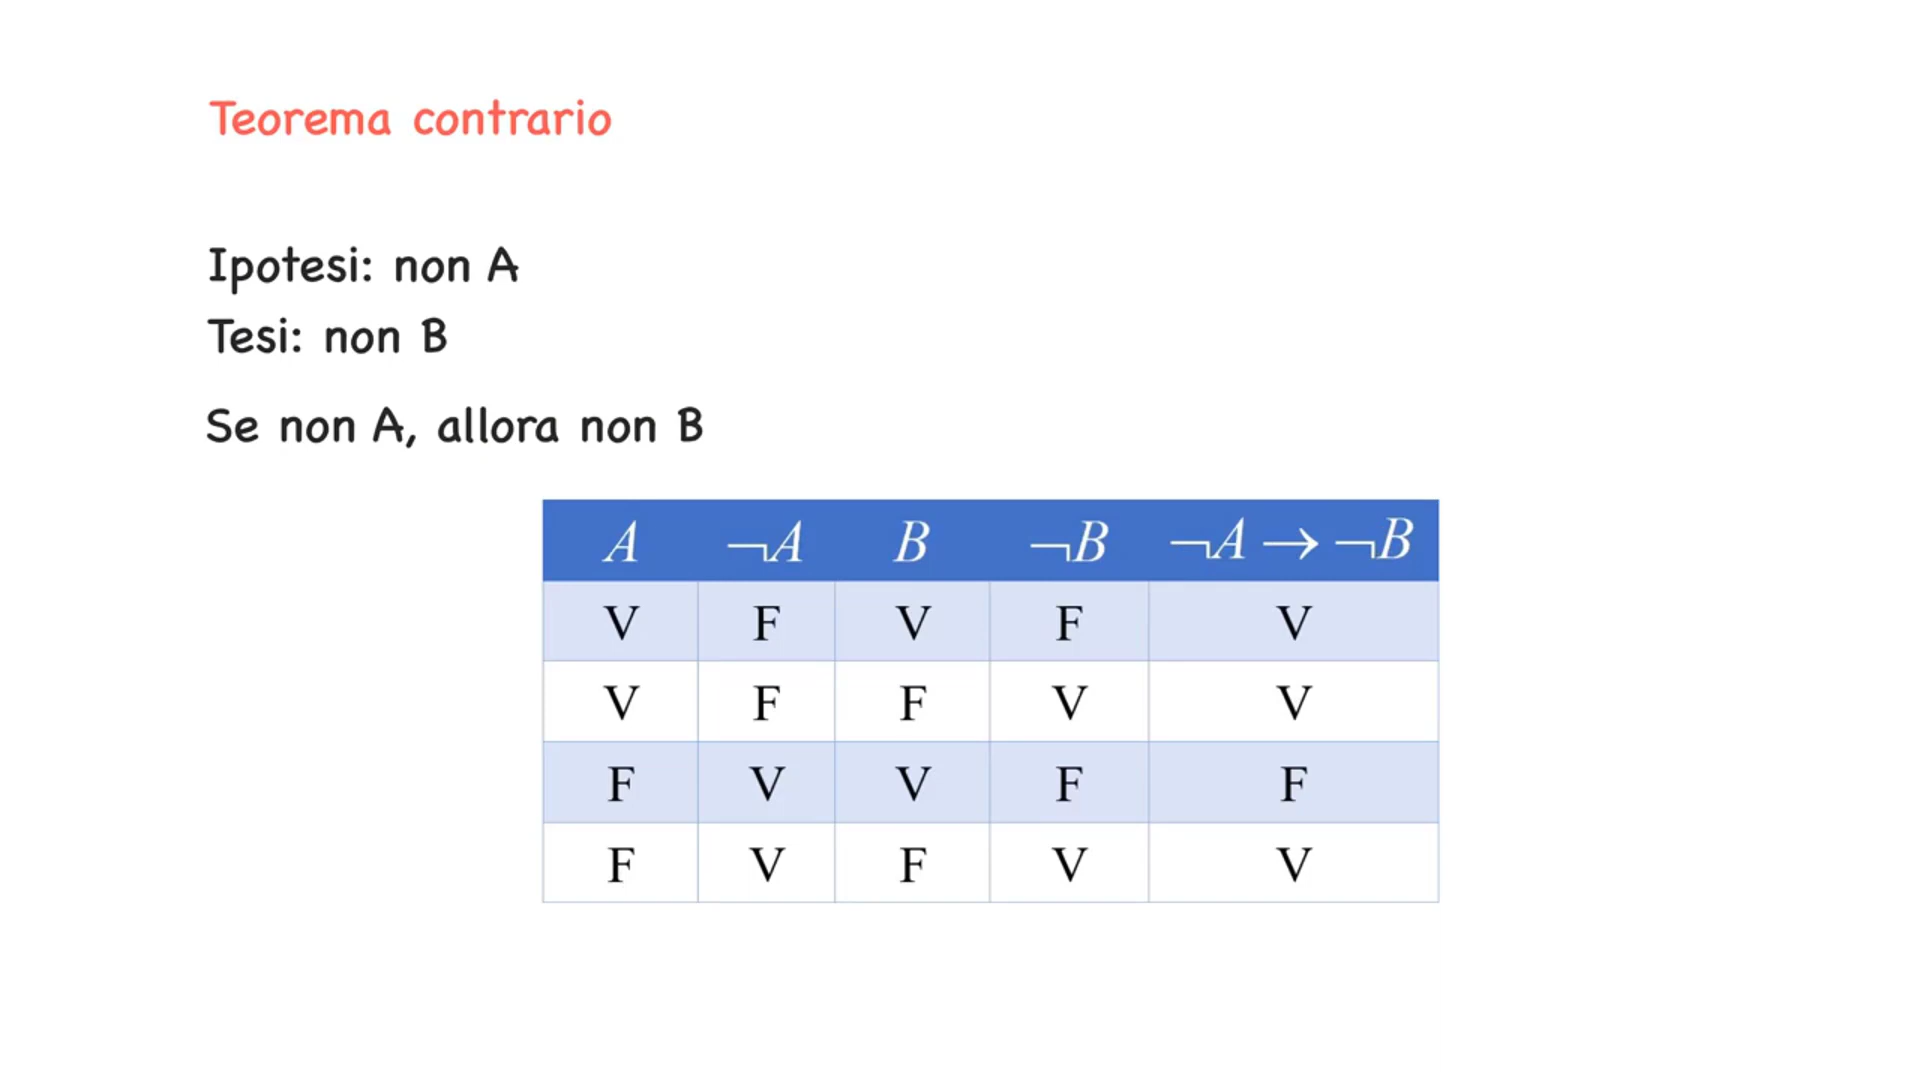 Teorema contrario
Ipotesi: non A
Tesi: non B
Se non A, allora non B
A ¬A B ¬B ¬A → ¬B
V F V F V
V F F V V
F V V F F
F V F V V